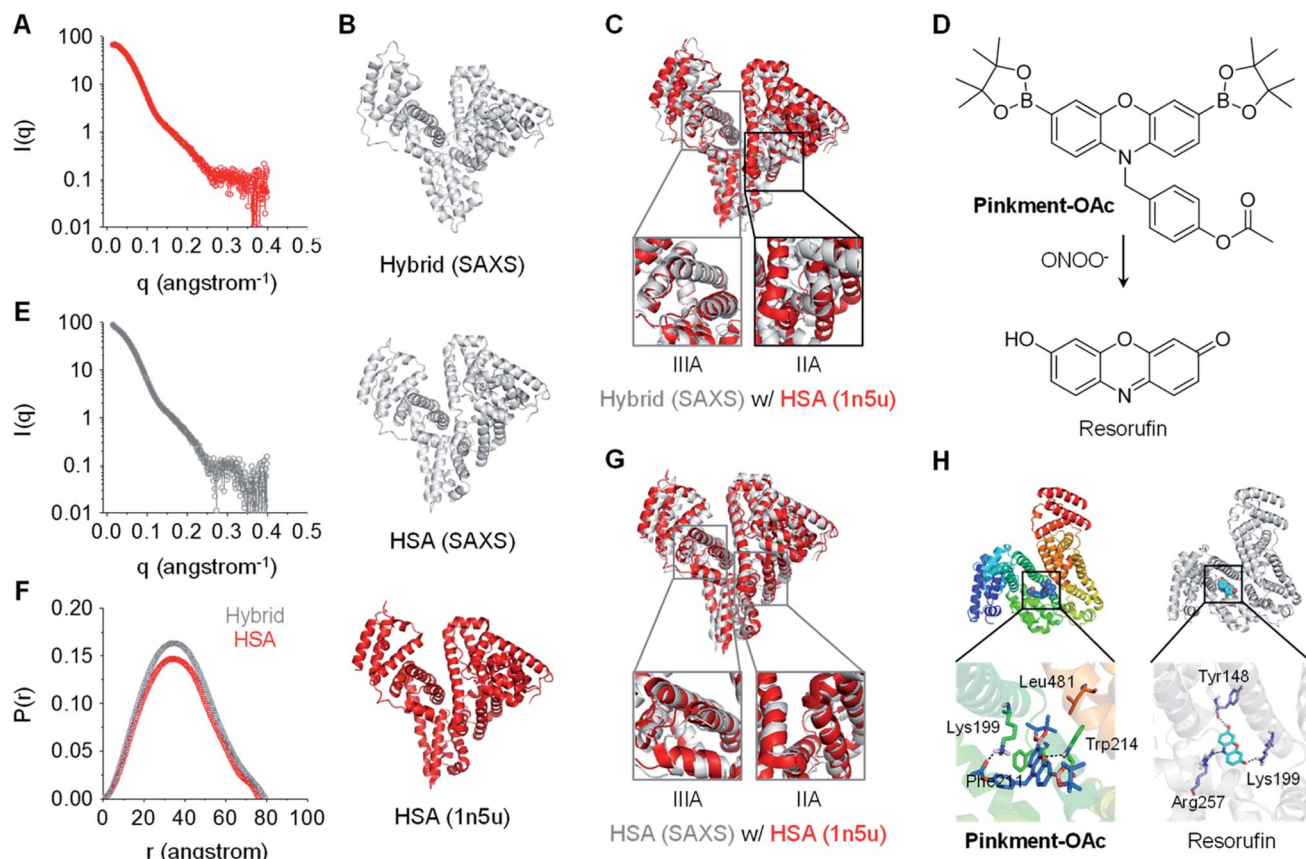 A
100
10
1
0.1
0.01
I(q)
0.0
0.1
0.2
0.3
0.4
0.5
q (angstrom-1)
B
Hybrid (SAXS)
C
IIIA
IIA
Hybrid (SAXS) w/ HSA (1n5u)
D
O
B
O
O
O
B
O
N
Pinkment-OAc
O
O
ONOO-
HO
O
O
N
Resorufin
E
100
10
1
0.1
0.01
I(q)
0.0
0.1
0.2
0.3
0.4
0.5
q (angstrom-1)
HSA (SAXS)
F
0.20
0.15
0.10
0.05
0.00
P(r)
Hybrid
HSA
0
20
40
60
80
100
r (angstrom)
HSA (1n5u)
G
IIIA
IIA
HSA (SAXS) w/ HSA (1n5u)
H
Leu481
Lys199
Trp214
Phe211
Pinkment-OAc
Tyr148
Lys199
Arg257
Resorufin